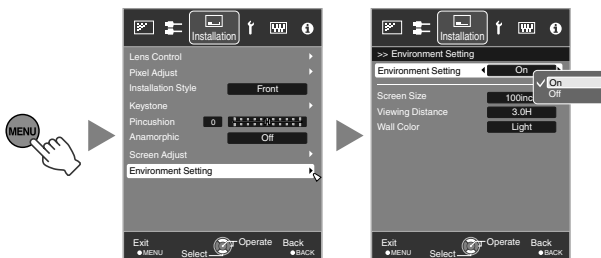 MENU
Installation
Lens Control
Pixel Adjust
Installation Style Front
Keystone
Pincushion 0
Anamorphic Off
Screen Adjust
Environment Setting
Exit Operate Back
MENU Select BACK
Installation
>> Environment Setting
Environment Setting On
On
Off
Screen Size 100inc
Viewing Distance 3.0H
Wall Color Light
Exit Operate Back
MENU Select BACK